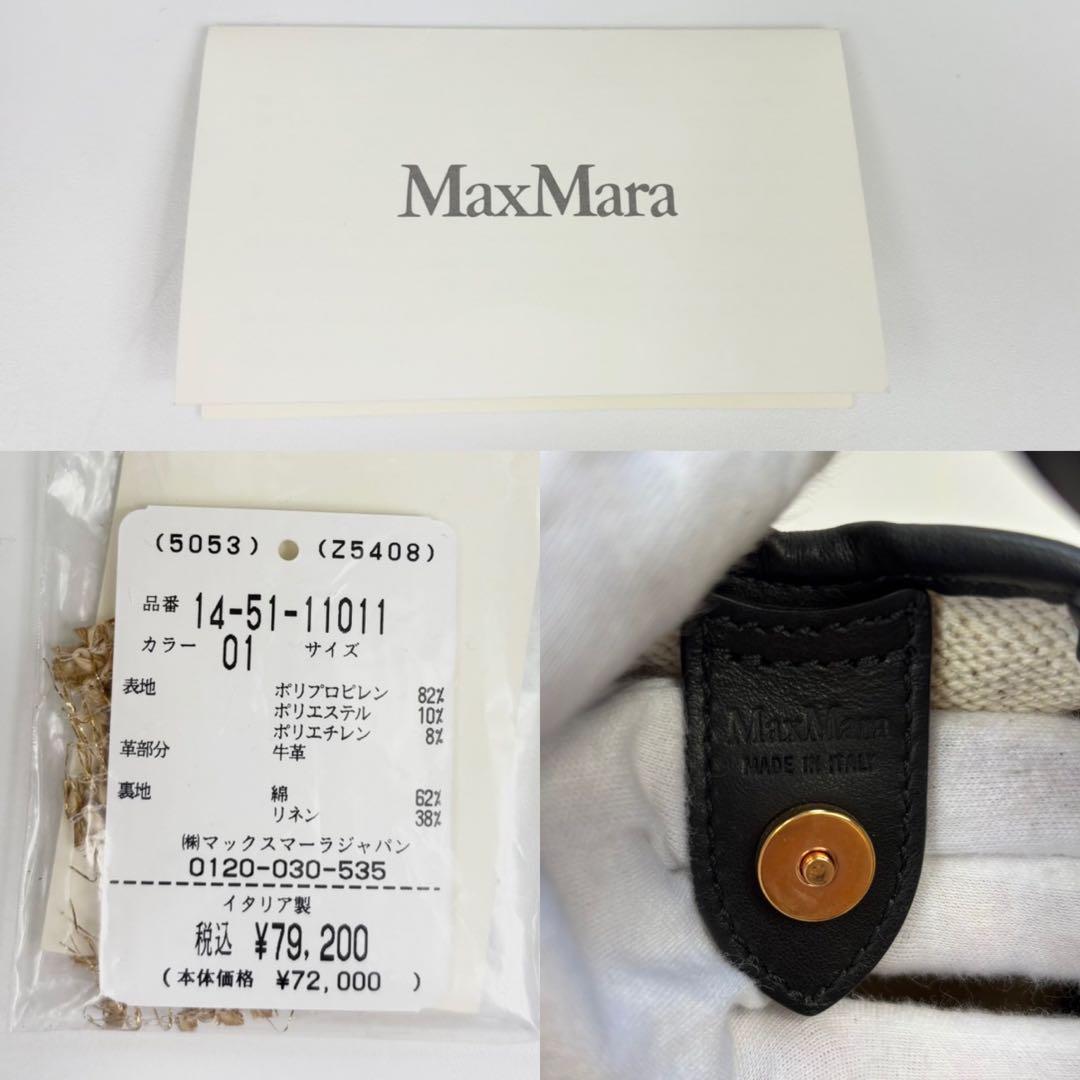 MaxMara
(5053) (Z5408)
品番 14-51-11011
カラー 01 サイズ
表地 ポリプロピレン 82%
ポリエステル 10%
ポリエチレン 8%
革部分 牛革
裏地 綿 62%
リネン 38%
㈱マックスマーラジャパン
0120-030-535
イタリア製
税込 ¥79,200
(本体価格 ¥72,000 )
MaxMara
MADE IN ITALY